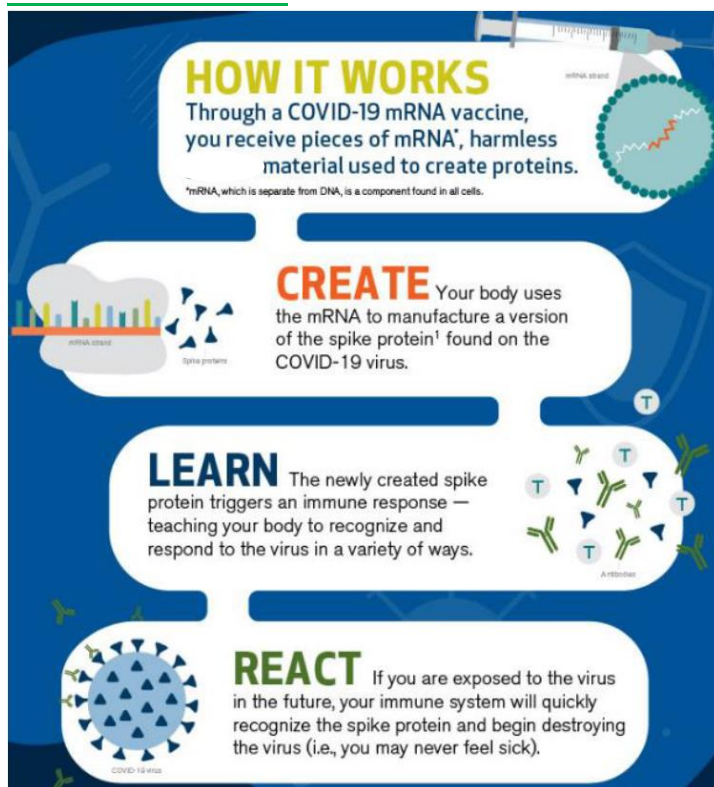 mRNA strand
HOW IT WORKS
Through a COVID-19 mRNA vaccine,
you receive pieces of mRNA*, harmless
material used to create proteins.
*mRNA, which is separate from DNA, is a component found in all cells.
CREATE Your body uses
the mRNA to manufacture a version
of the spike protein¹ found on the
COVID-19 virus.
mRNA strand
Spike proteins
LEARN The newly created spike
protein triggers an immune response —
teaching your body to recognize and
respond to the virus in a variety of ways.
T
T
T
T
T
Antibodies
REACT If you are exposed to the virus
in the future, your immune system will quickly
recognize the spike protein and begin destroying
the virus (i.e., you may never feel sick).
COVID-19 virus